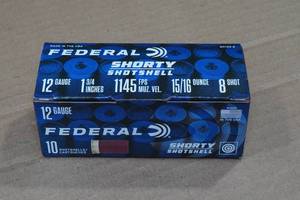 MADE IN THE USA
FEDERAL
SHORTY
SHOTSHELL
12 GAUGE
1 3/4 INCHES
1145 FPS MUZ. VEL.
15/16 OUNCE
8 SHOT
12 GAUGE
FEDERAL
10 SHOTSHELLS
SHORTY
SHOTSHELL